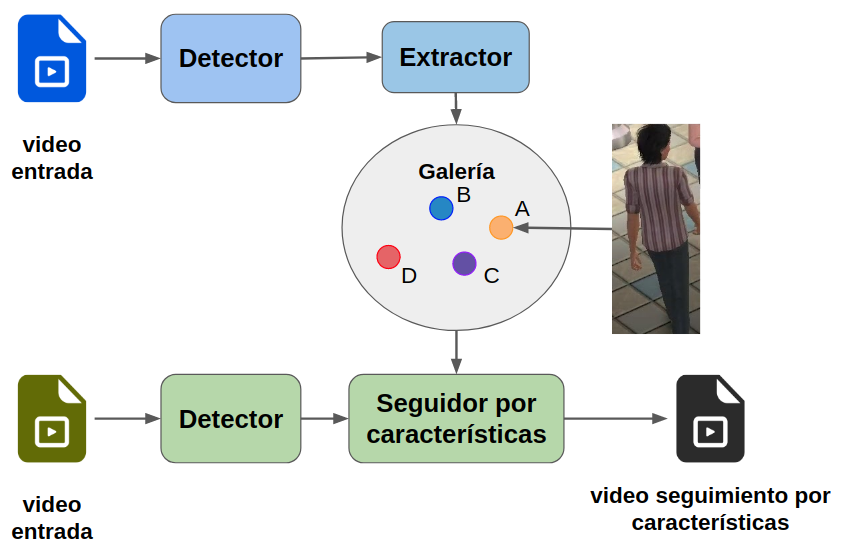 Detector
Extractor
video
entrada
Galería
B
A
D
C
Detector
Seguidor por
características
video
entrada
video seguimiento por
características